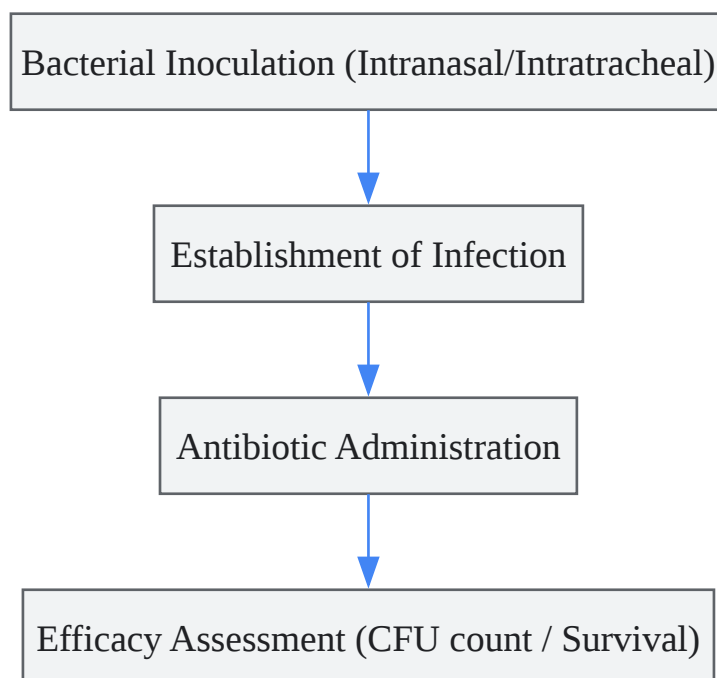 Bacterial Inoculation (Intranasal/Intratracheal)
Establishment of Infection
Antibiotic Administration
Efficacy Assessment (CFU count / Survival)